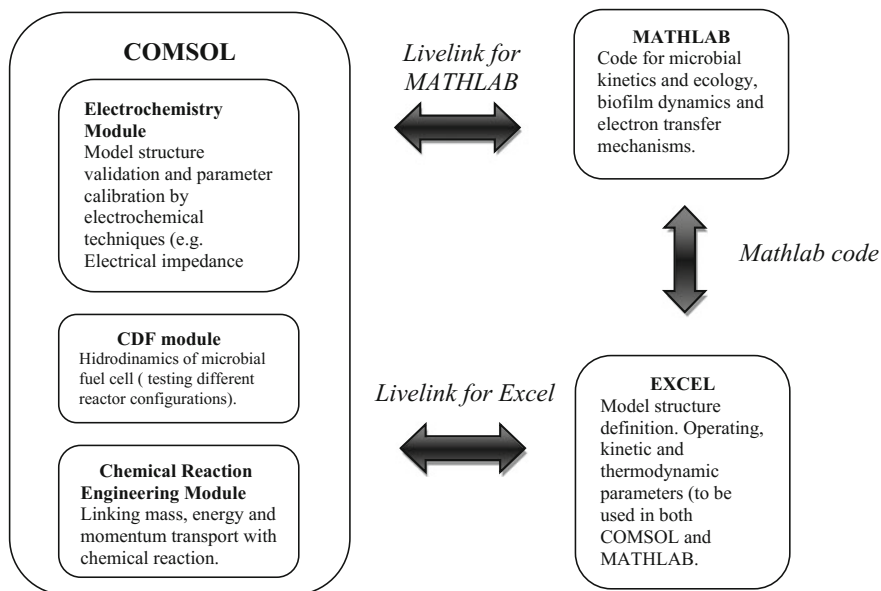 COMSOL
Electrochemistry
Module
Model structure
validation and parameter
calibration by
electrochemical
techniques (e.g.
Electrical impedance
CDF module
Hidrodinamics of microbial
fuel cell ( testing different
reactor configurations).
Chemical Reaction
Engineering Module
Linking mass, energy and
momentum transport with
chemical reaction.
Livelink for
MATHLAB
Livelink for Excel
MATHLAB
Code for microbial
kinetics and ecology,
biofilm dynamics and
electron transfer
mechanisms.
Mathlab code
EXCEL
Model structure
definition. Operating,
kinetic and
thermodynamic
parameters (to be
used in both
COMSOL and
MATHLAB.